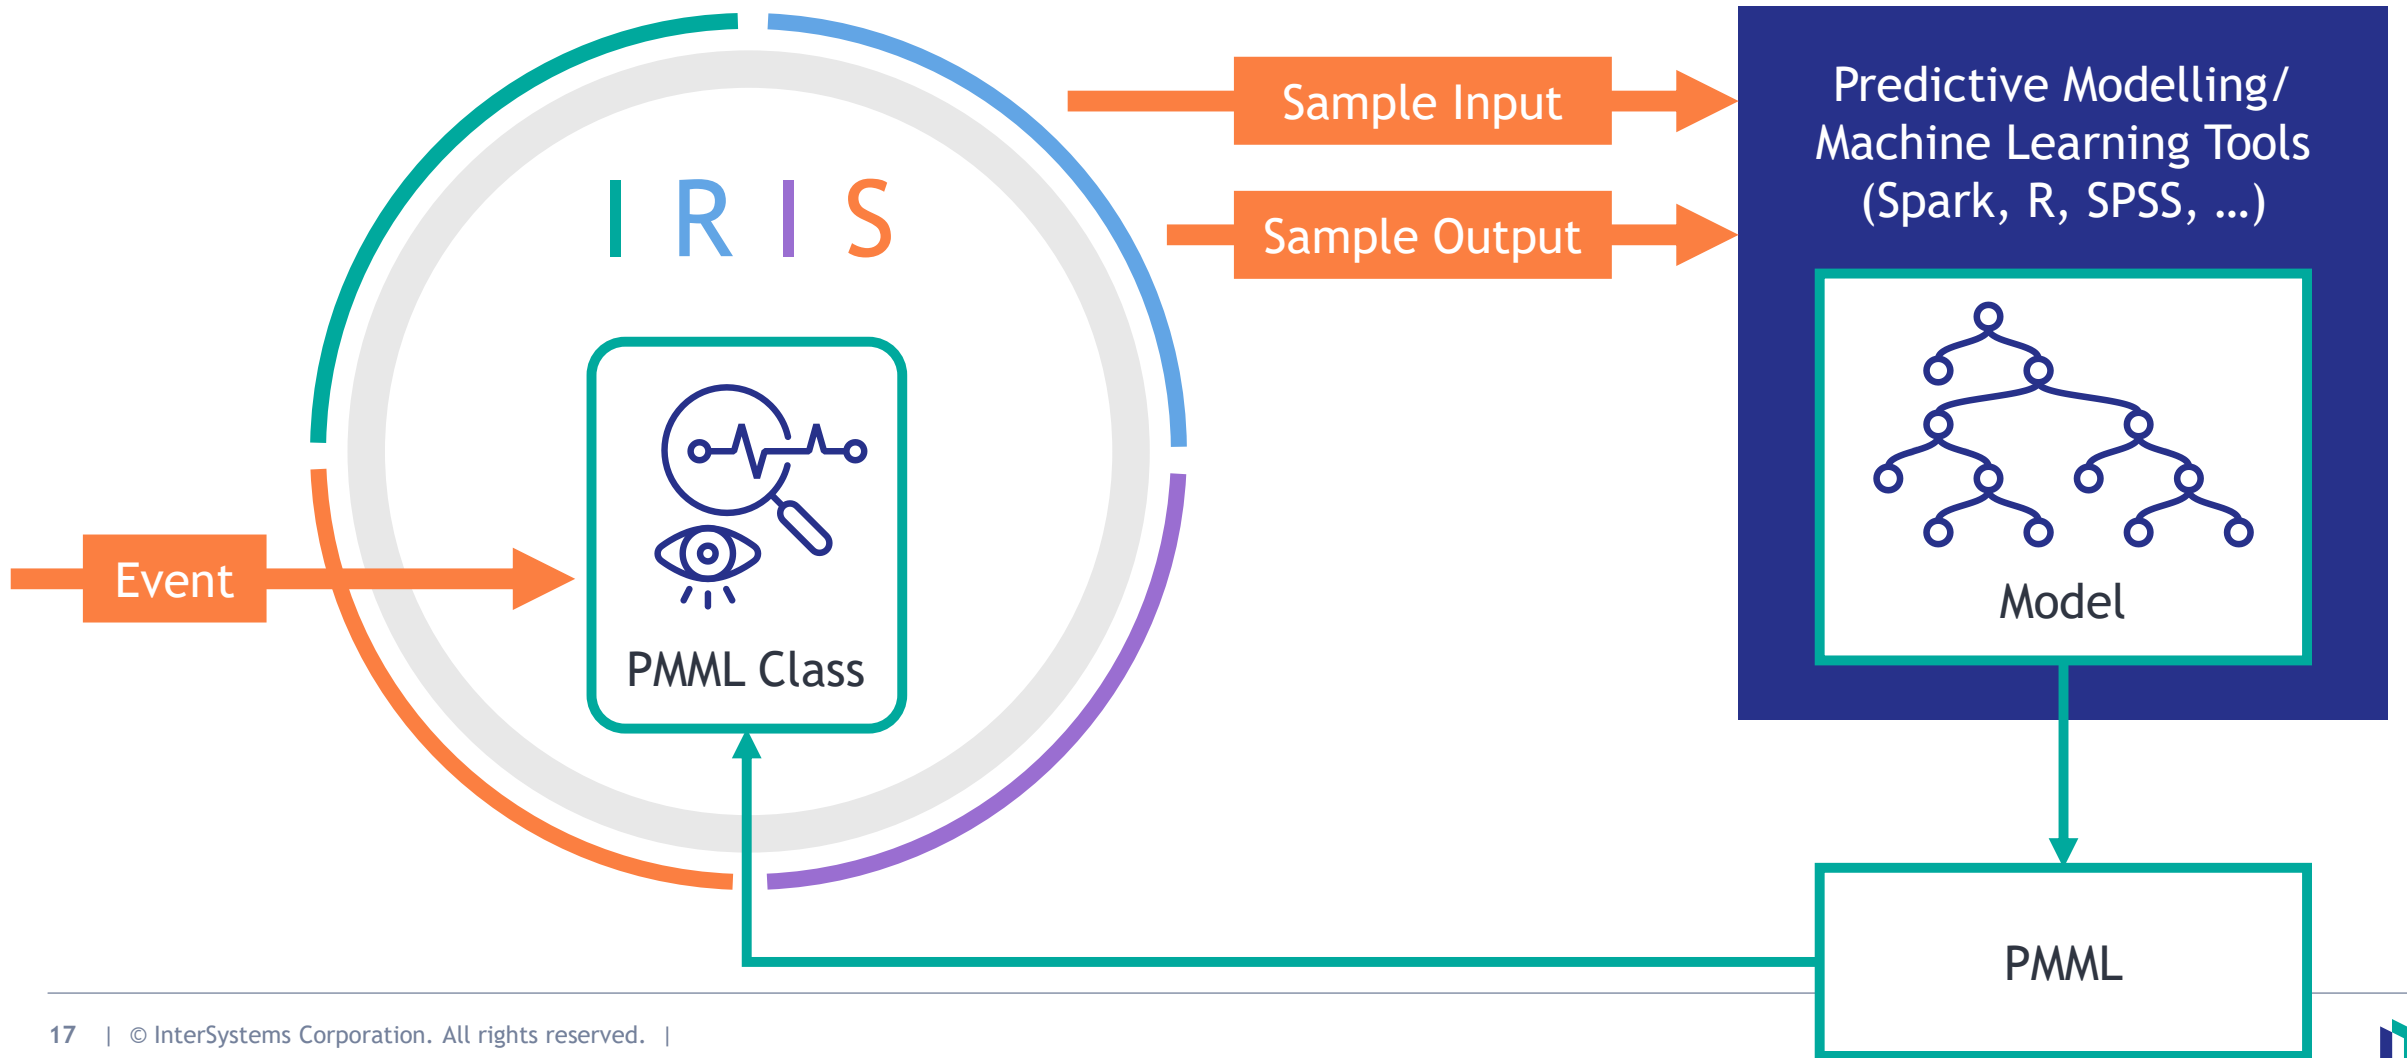 IRIS
Sample Input
Sample Output
Predictive Modelling/
Machine Learning Tools
(Spark, R, SPSS, …)
Model
Event
PMML Class
PMML
17 | © InterSystems Corporation. All rights reserved. |